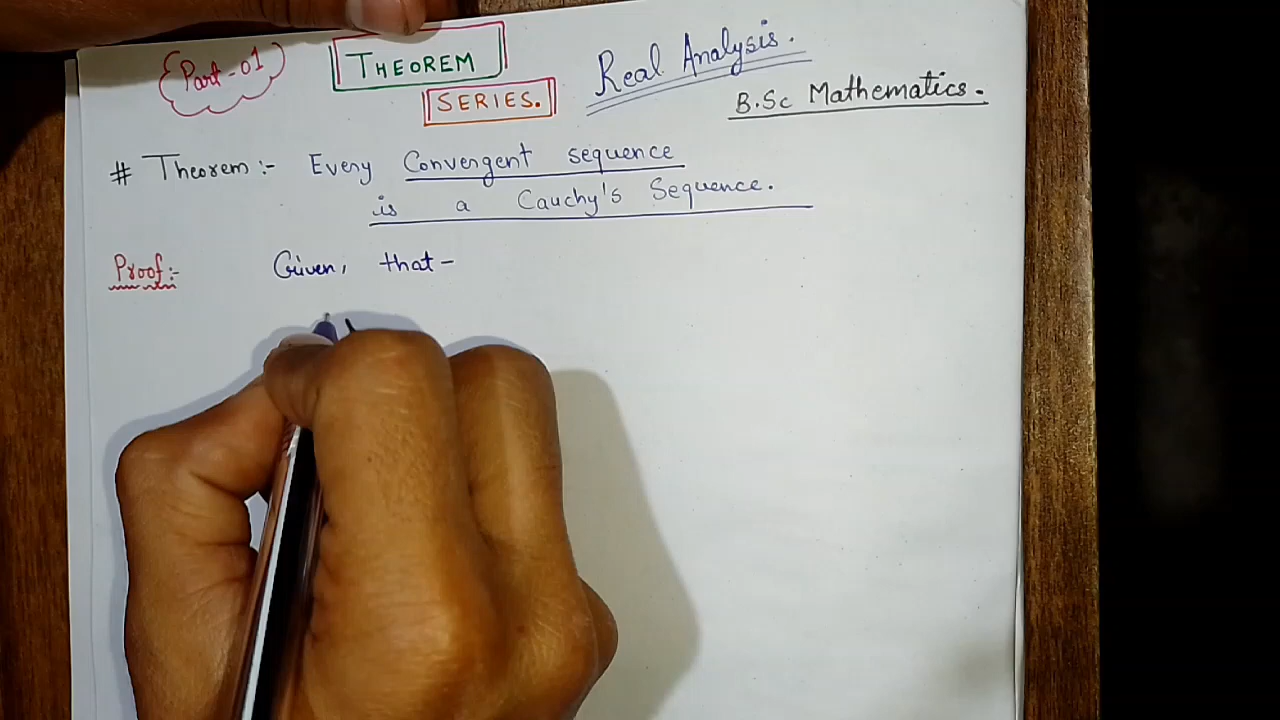 Part-01
THEOREM
SERIES.
Real Analysis.
B.Sc Mathematics.
# Theorem:- Every Convergent sequence
is a Cauchy's Sequence.
Proof:- Given, that-